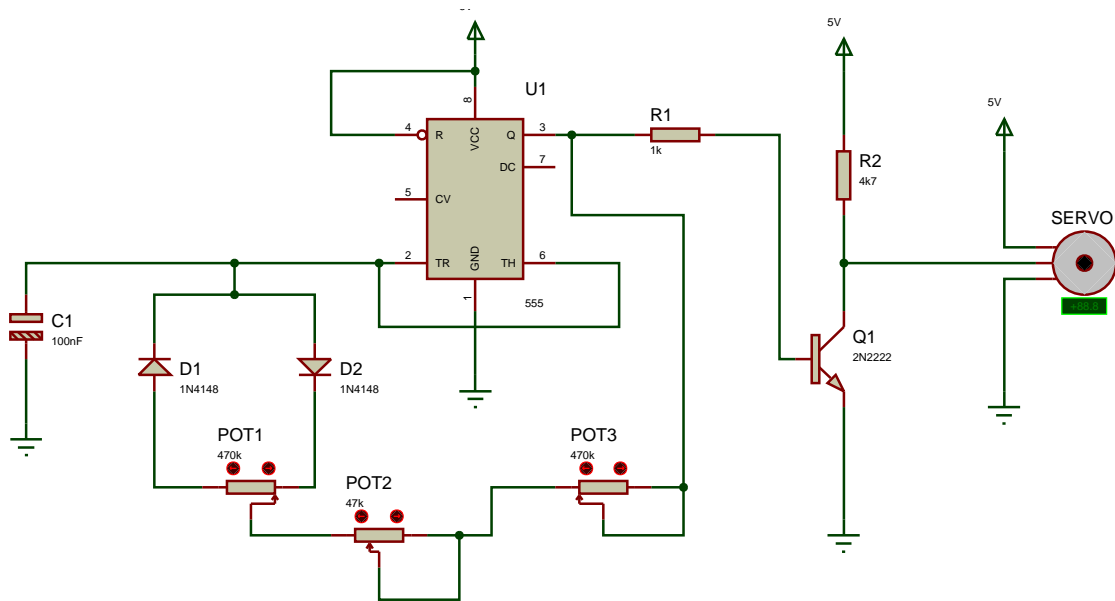 5V
U1
8
VCC
4
R
Q
3
DC
7
5
CV
2
TR
GND
TH
6
1
555
R1
1k
5V
R2
4k7
5V
SERVO
+88.8
Q1
2N2222
C1
100nF
D1
1N4148
D2
1N4148
POT1
470k
POT2
47k
POT3
470k